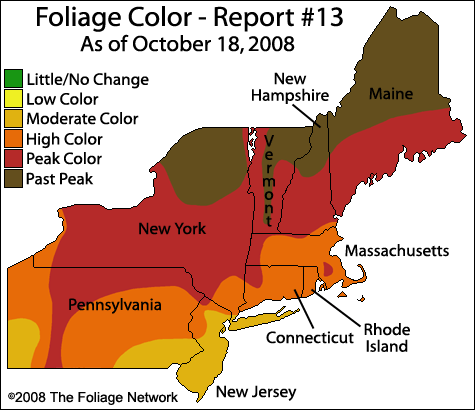 Foliage Color - Report #13
As of October 18, 2008
Little/No Change
Low Color
Moderate Color
High Color
Peak Color
Past Peak
New
Hampshire
Maine
Vermont
New York
Massachusetts
Pennsylvania
Connecticut
Rhode
Island
New Jersey
©2008 The Foliage Network